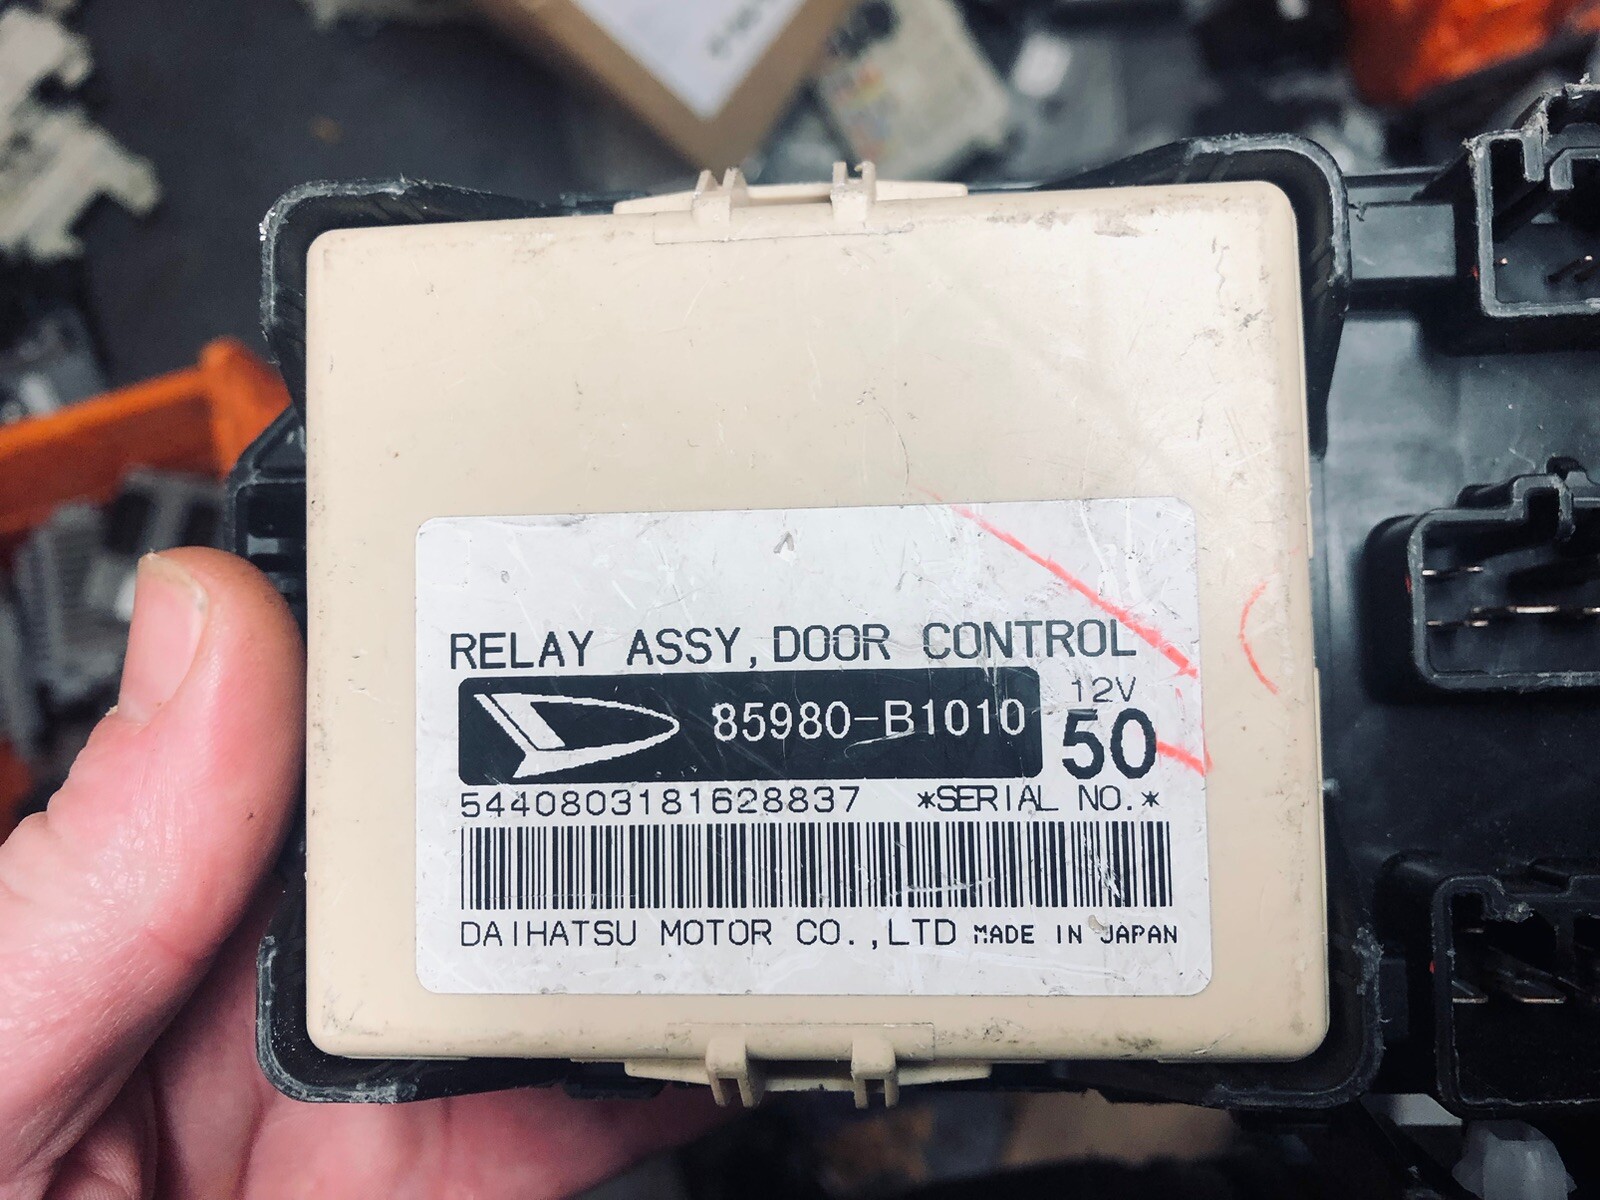 RELAY ASSY, DOOR CONTROL
12V
85980-B1010
50
5440803181628837 *SERIAL NO.*
DAIHATSU MOTOR CO.,LTD MADE IN JAPAN